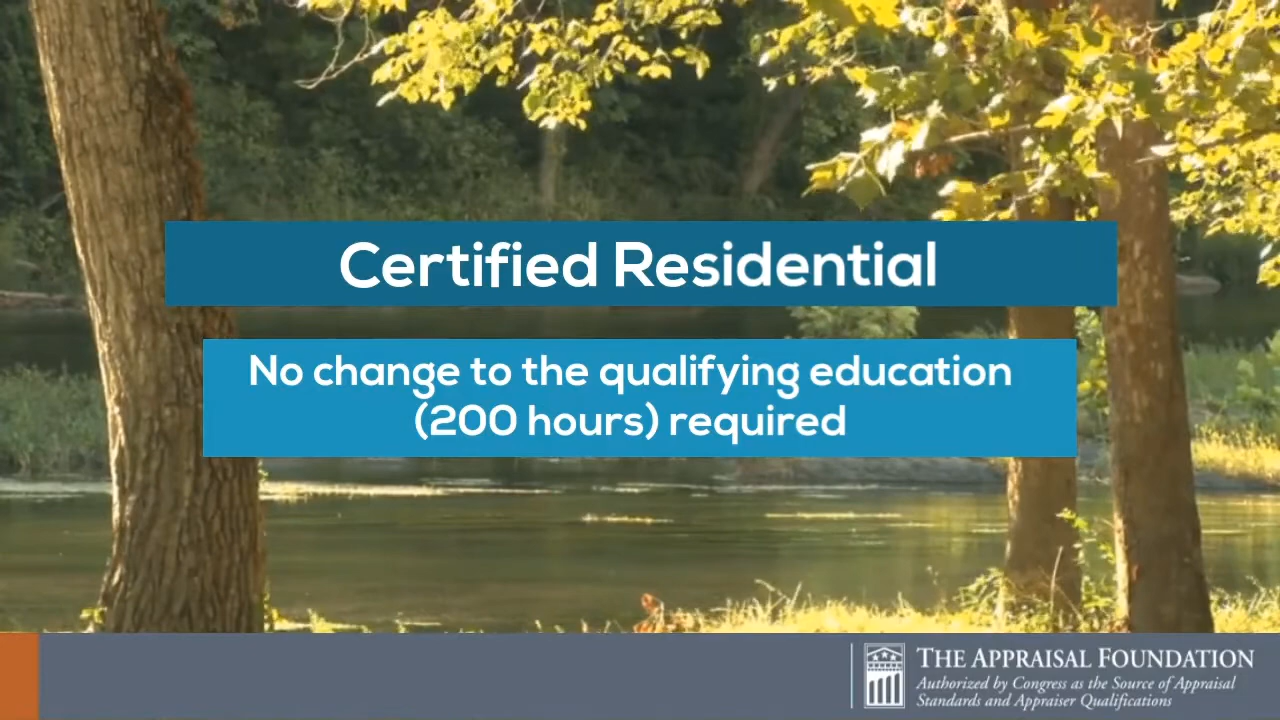 Certified Residential
No change to the qualifying education
(200 hours) required
THE APPRAISAL FOUNDATION
Authorized by Congress as the Source of Appraisal
Standards and Appraiser Qualifications